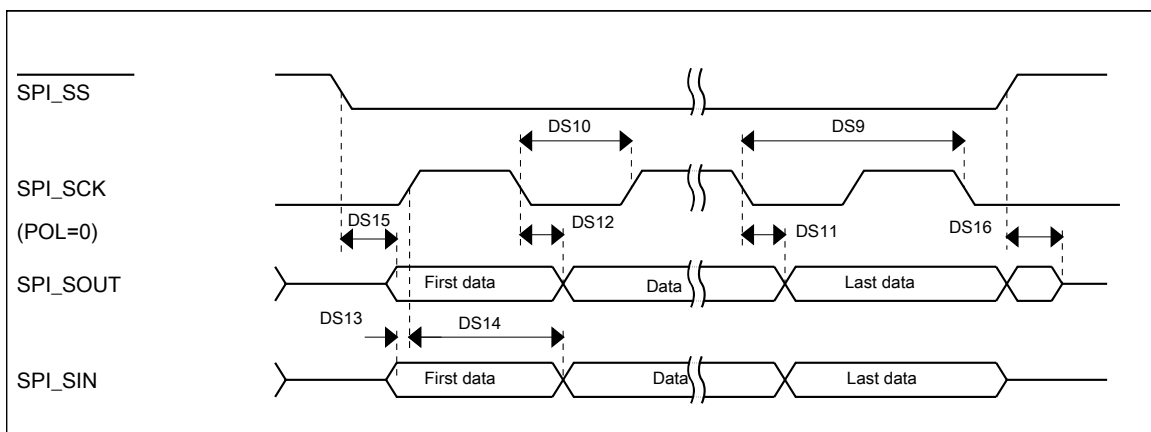 SPI_SS
DS10
DS9
SPI_SCK
(POL=0)
DS15
DS12
DS11
DS16
SPI_SOUT
First data
Data
Last data
DS13
DS14
SPI_SIN
First data
Data
Last data